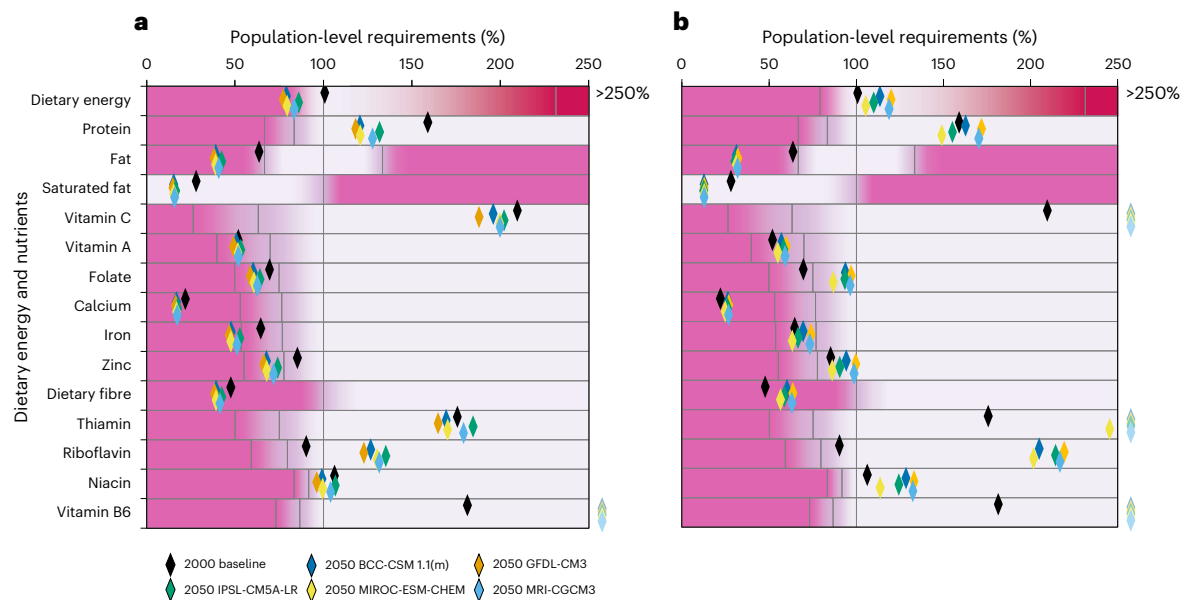 a
b
Population-level requirements (%)
Population-level requirements (%)
0 50 100 150 200 250
0 50 100 150 200 250
Dietary energy and nutrients
Dietary energy
>250%
>250%
Protein
Fat
Saturated fat
Vitamin C
Vitamin A
Folate
Calcium
Iron
Zinc
Dietary fibre
Thiamin
Riboflavin
Niacin
Vitamin B6
2000 baseline
2050 BCC-CSM 1.1(m)
2050 GFDL-CM3
2050 IPSL-CM5A-LR
2050 MIROC-ESM-CHEM
2050 MRI-CGCM3